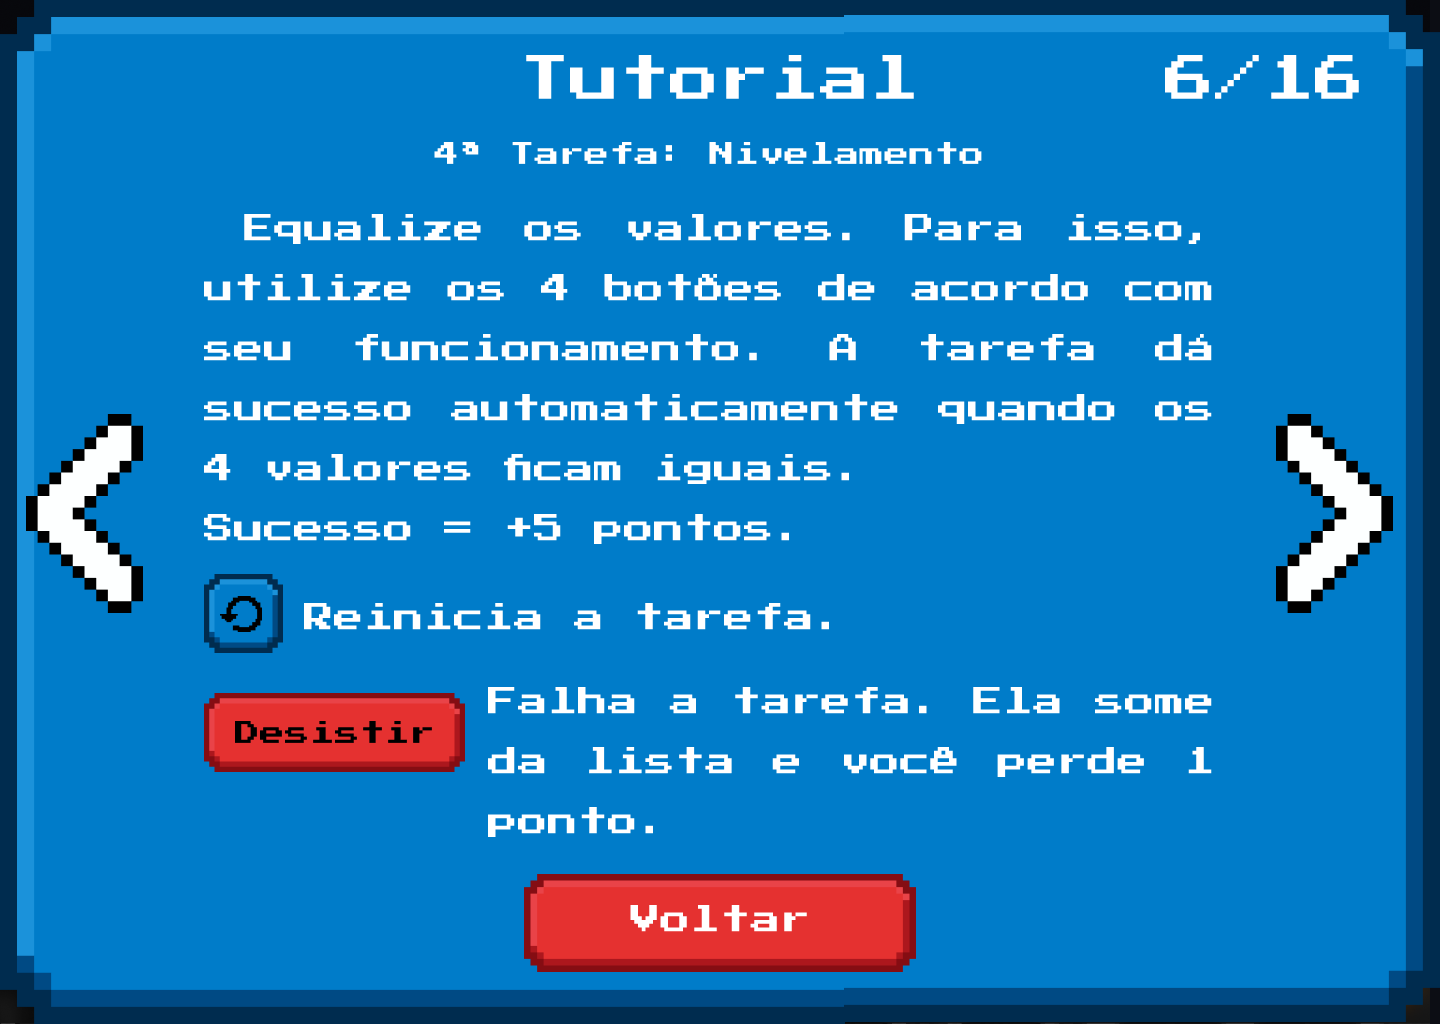 Tutorial
6/16
4ª Tarefa: Nivelamento
Equalize os valores. Para isso,
utilize os 4 botões de acordo com
seu funcionamento. A tarefa dá
sucesso automaticamente quando os
4 valores ficam iguais.
Sucesso = +5 pontos.
Reinicia a tarefa.
Desistir
Falha a tarefa. Ela some
da lista e você perde 1
ponto.
Voltar